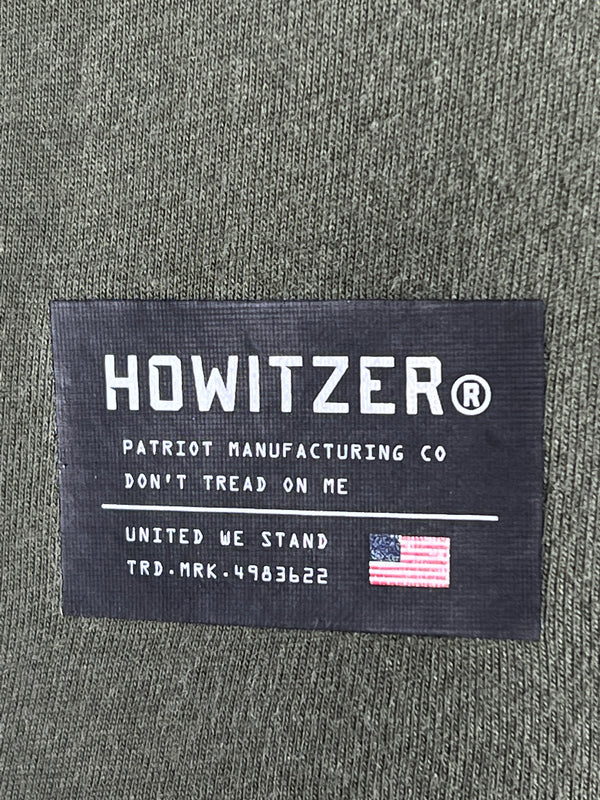 HOWITZER®
PATRIOT MANUFACTURING CO
DON'T TREAD ON ME
UNITED WE STAND
TRD.MRK.4983622